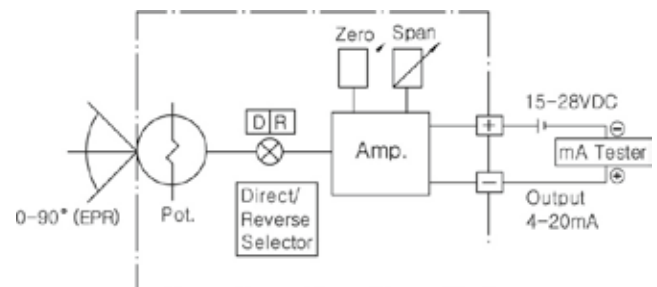 Zero Span
15-28VDC
D R
+
⊖
Amp.
mA Tester
⊕
−
0-90° (EPR)
Pot.
Direct/
Reverse
Selector
Output
4-20mA